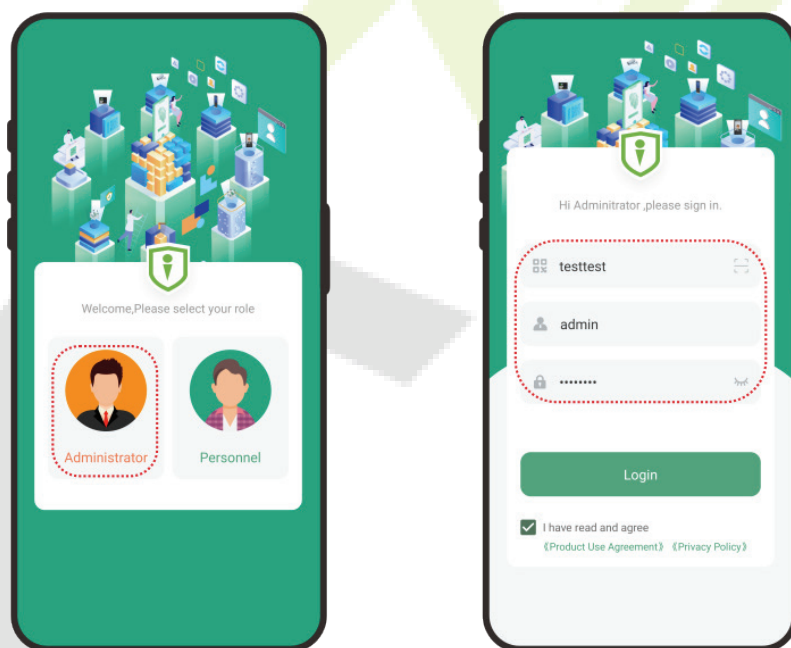 Welcome,Please select your role
Administrator
Personnel
Hi Adminitrator ,please sign in.
testtest
admin
••••••••
Login
I have read and agree
《Product Use Agreement》 《Privacy Policy》